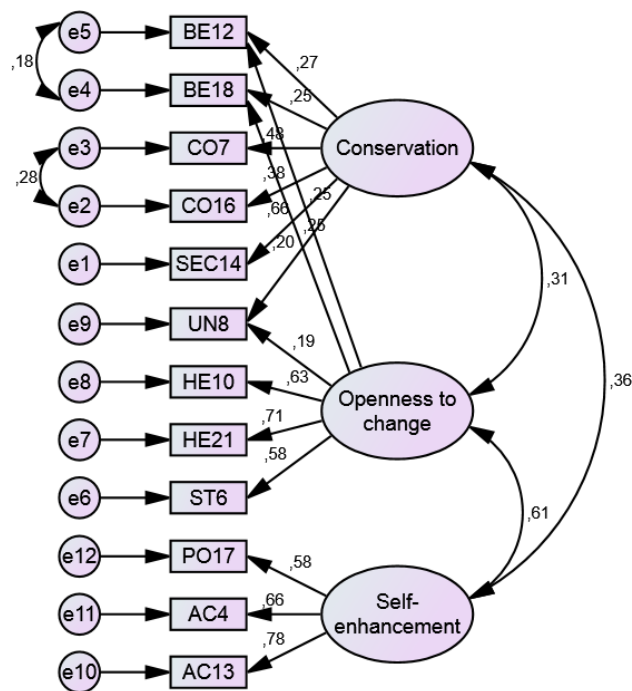 e5
BE12
,18
,27
e4
BE18
,25
e3
CO7
,48
Conservation
,28
,38
e2
CO16
,66
,25
e1
SEC14
,20
,25
,31
e9
UN8
,19
,36
e8
HE10
,63
Openness to
change
e7
HE21
,71
e6
ST6
,58
,61
e12
PO17
,58
e11
AC4
,66
Self-
enhancement
e10
AC13
,78